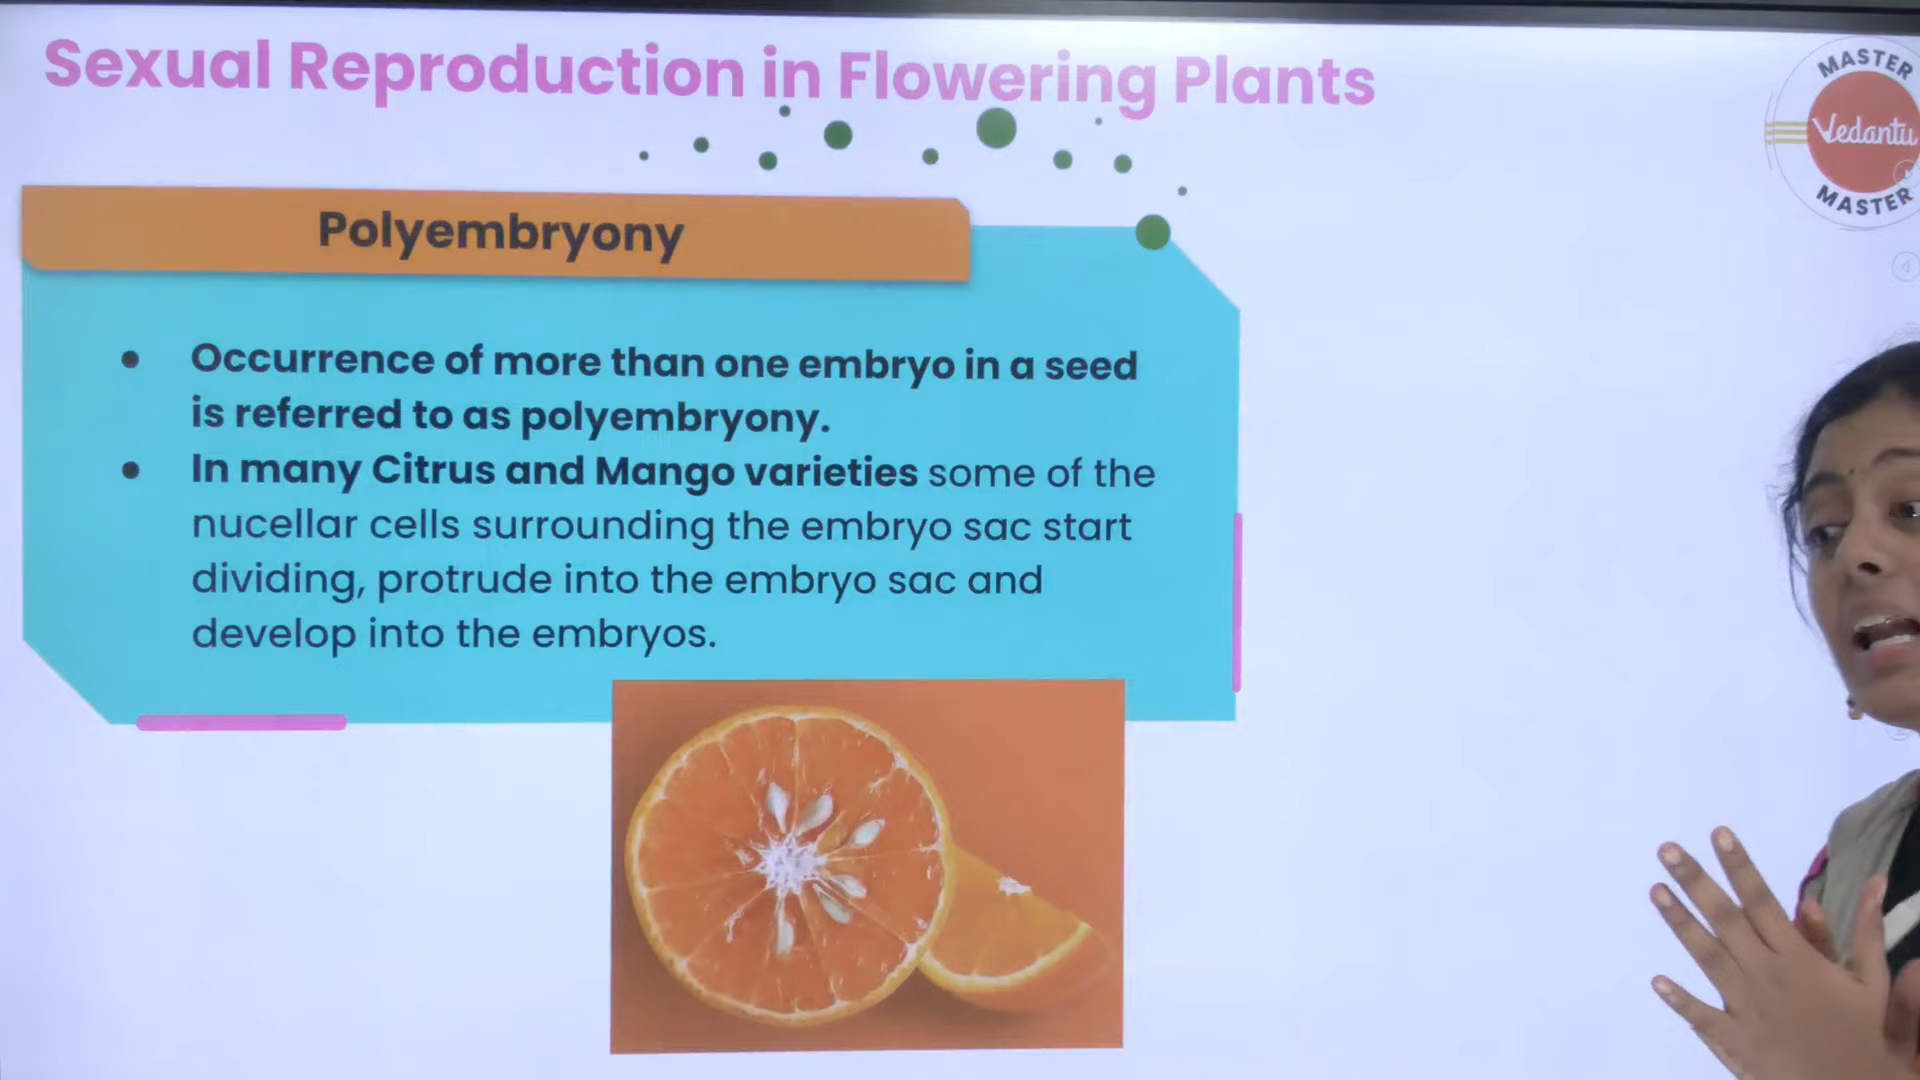 Sexual Reproduction in Flowering Plants
MASTER
Vedantu
MASTER
Polyembryony
● Occurrence of more than one embryo in a seed
is referred to as polyembryony.
● In many Citrus and Mango varieties some of the
nucellar cells surrounding the embryo sac start
dividing, protrude into the embryo sac and
develop into the embryos.